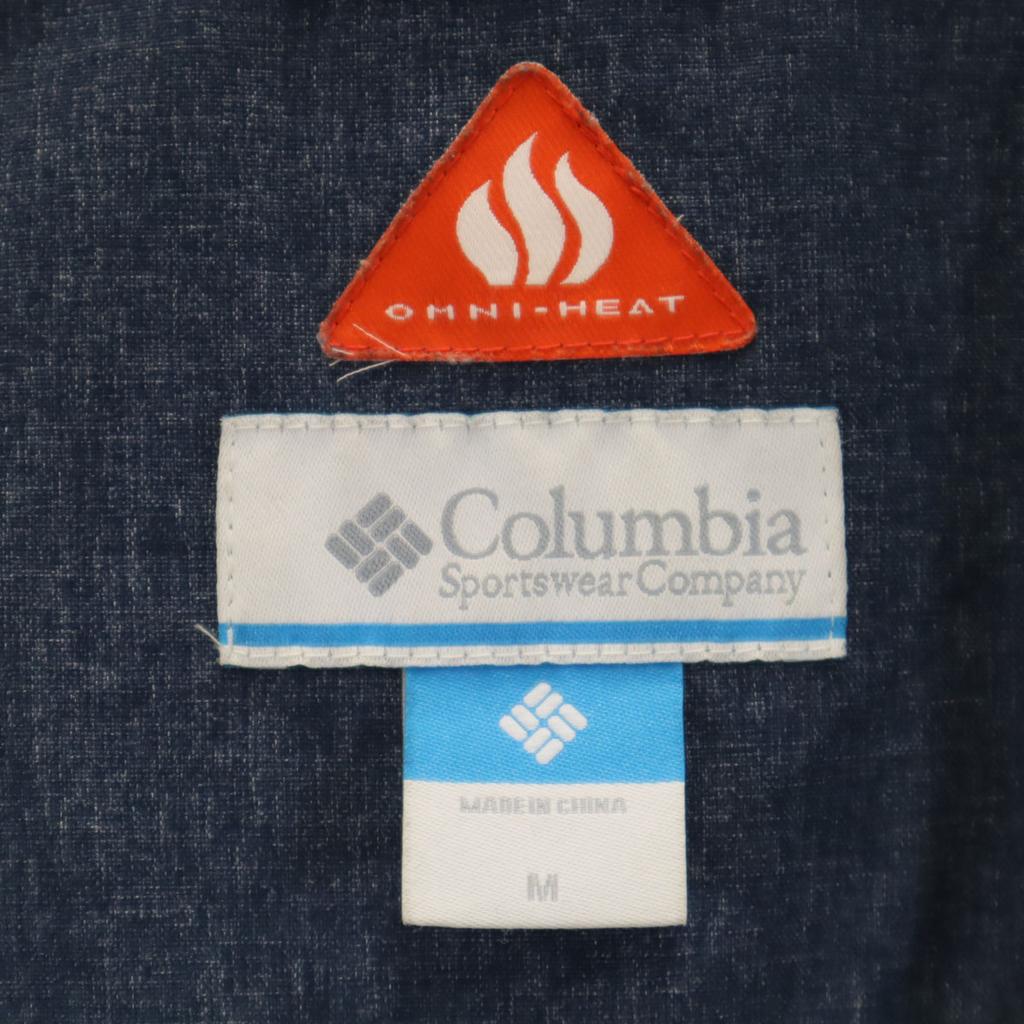 OMNI-HEAT
Columbia
Sportswear Company
MADE IN CHINA
M